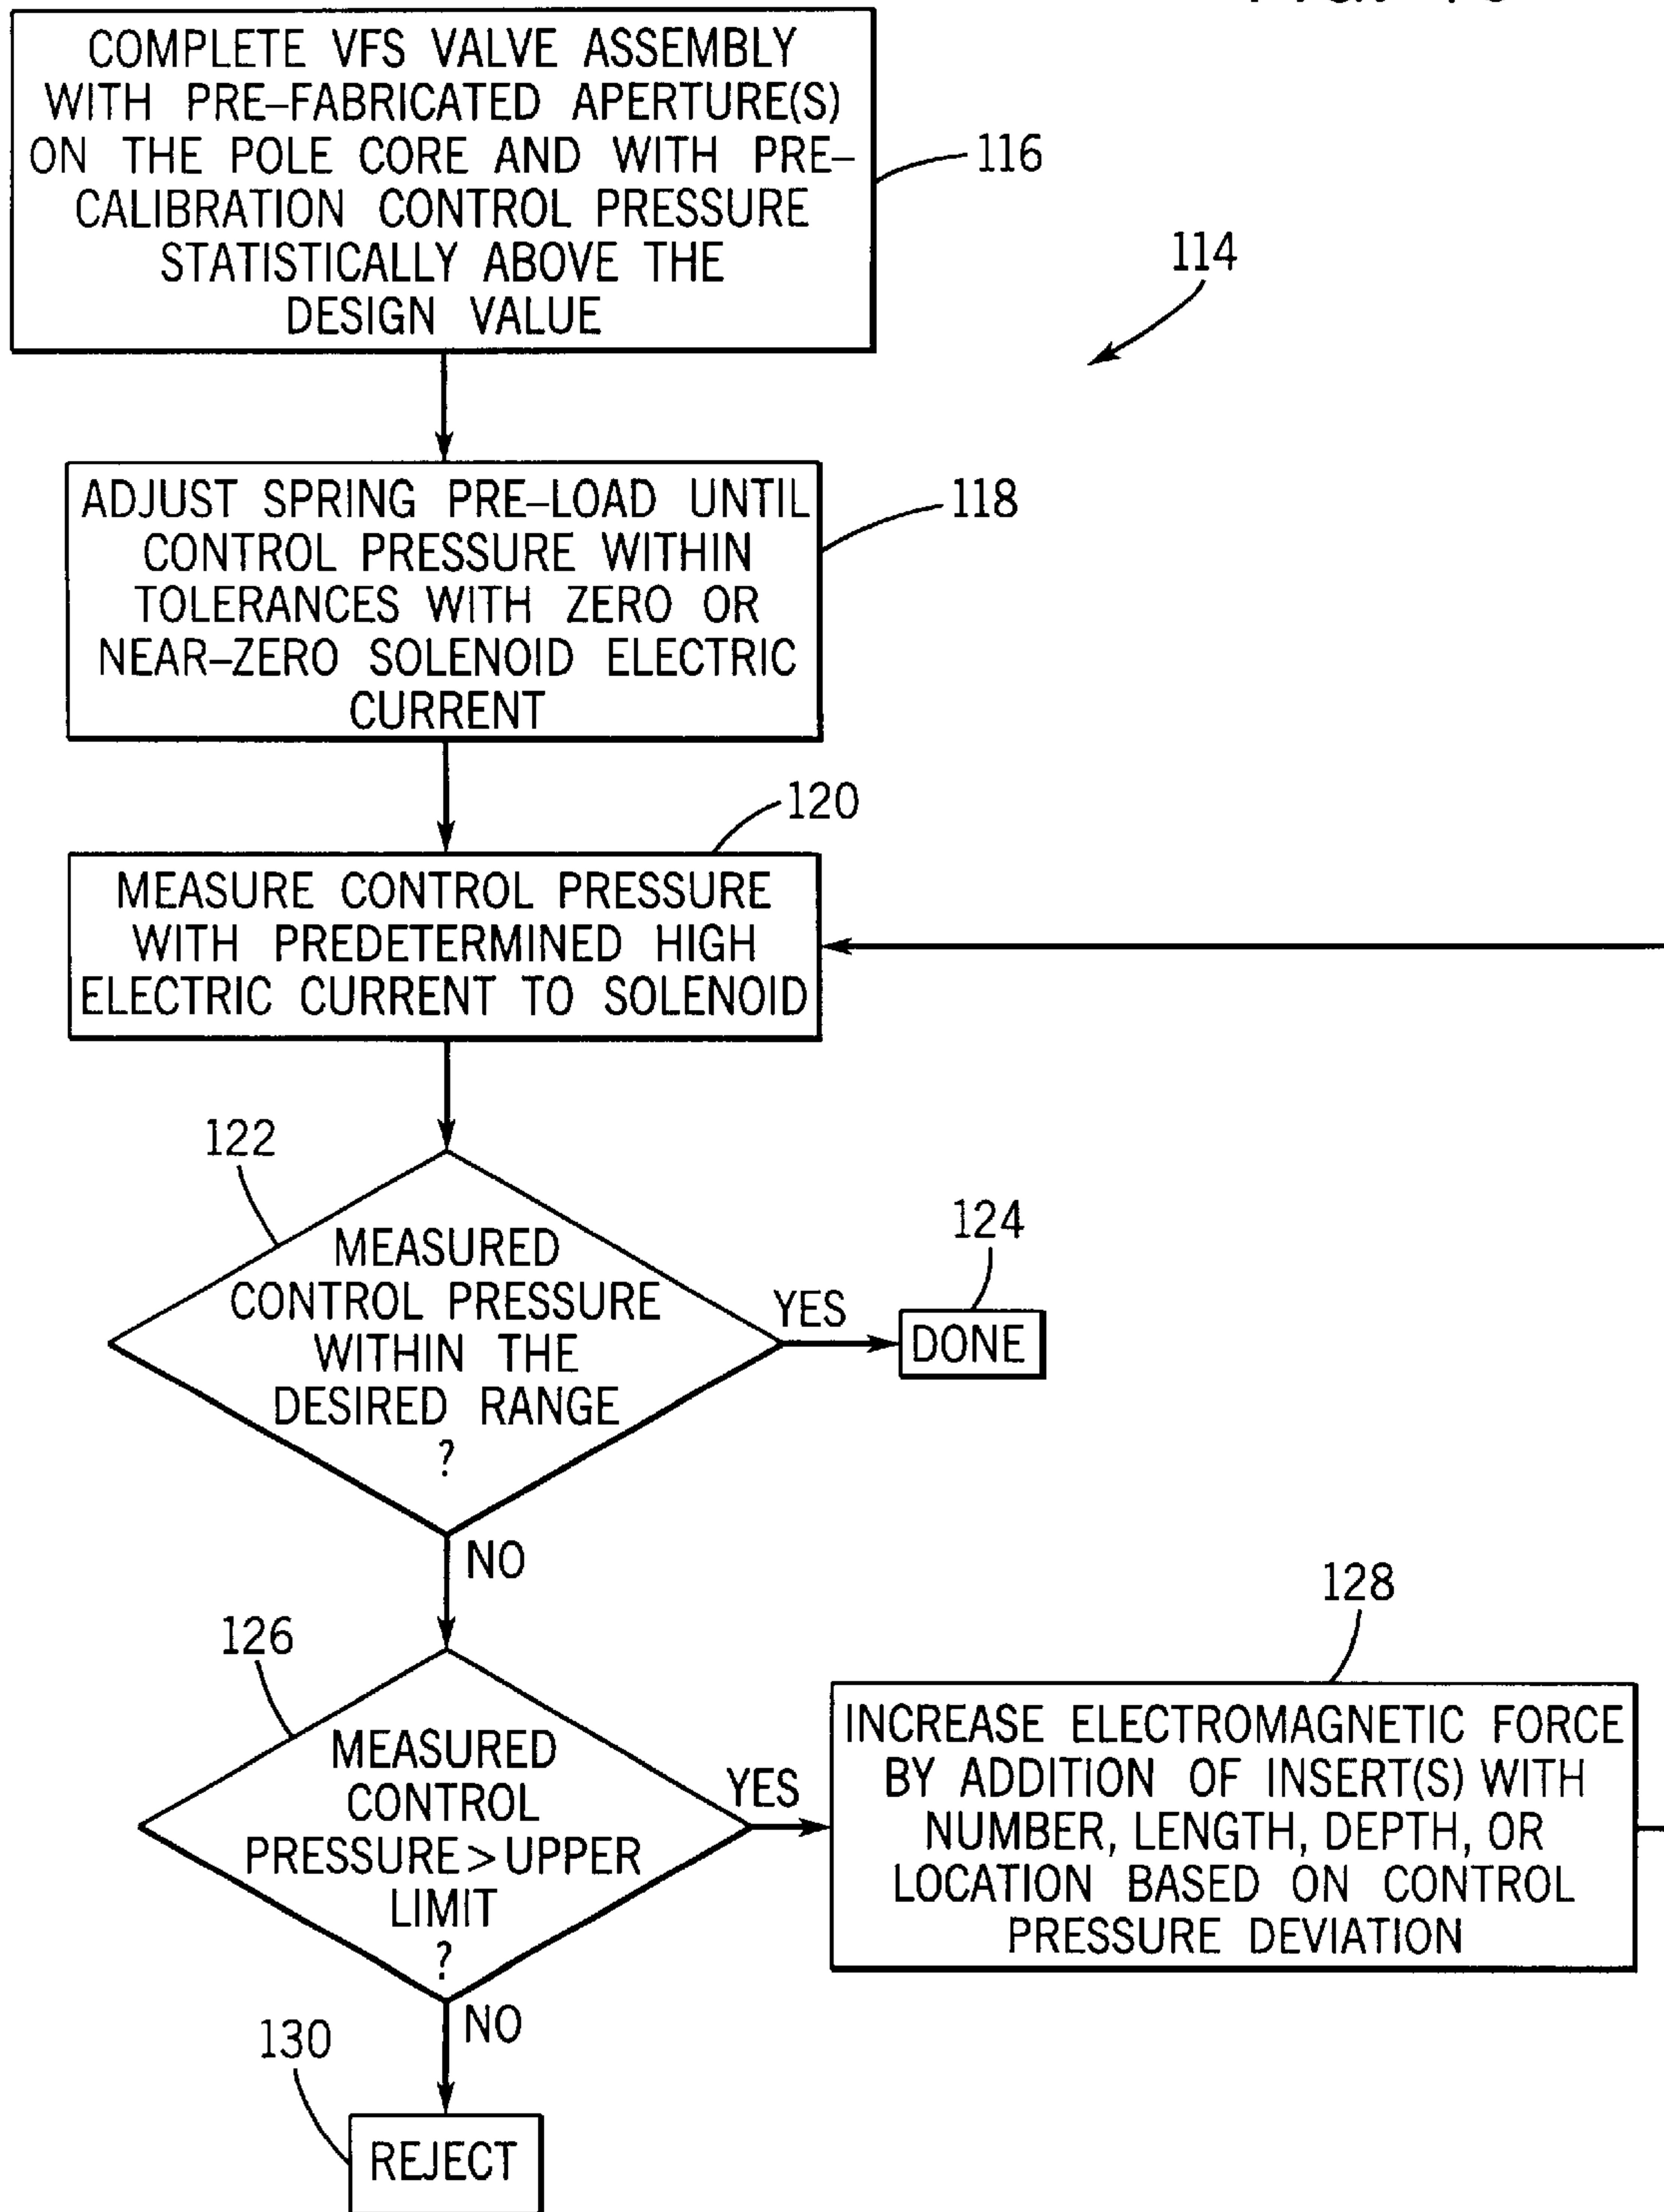 COMPLETE VFS VALVE ASSEMBLY
WITH PRE–FABRICATED APERTURE(S)
ON THE POLE CORE AND WITH PRE–
CALIBRATION CONTROL PRESSURE
STATISTICALLY ABOVE THE
DESIGN VALUE
116
114
ADJUST SPRING PRE–LOAD UNTIL
CONTROL PRESSURE WITHIN
TOLERANCES WITH ZERO OR
NEAR–ZERO SOLENOID ELECTRIC
CURRENT
118
120
MEASURE CONTROL PRESSURE
WITH PREDETERMINED HIGH
ELECTRIC CURRENT TO SOLENOID
122
MEASURED
CONTROL PRESSURE
WITHIN THE
DESIRED RANGE
?
YES
124
DONE
NO
126
MEASURED
CONTROL
PRESSURE > UPPER
LIMIT
?
YES
128
INCREASE ELECTROMAGNETIC FORCE
BY ADDITION OF INSERT(S) WITH
NUMBER, LENGTH, DEPTH, OR
LOCATION BASED ON CONTROL
PRESSURE DEVIATION
NO
130
REJECT